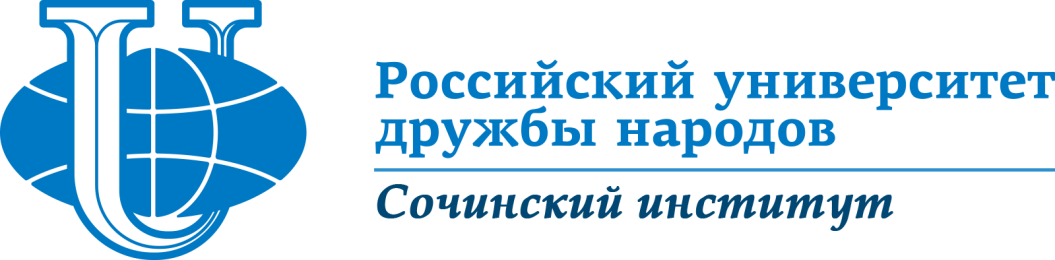 Российский университет
дружбы народов
Сочинский институт